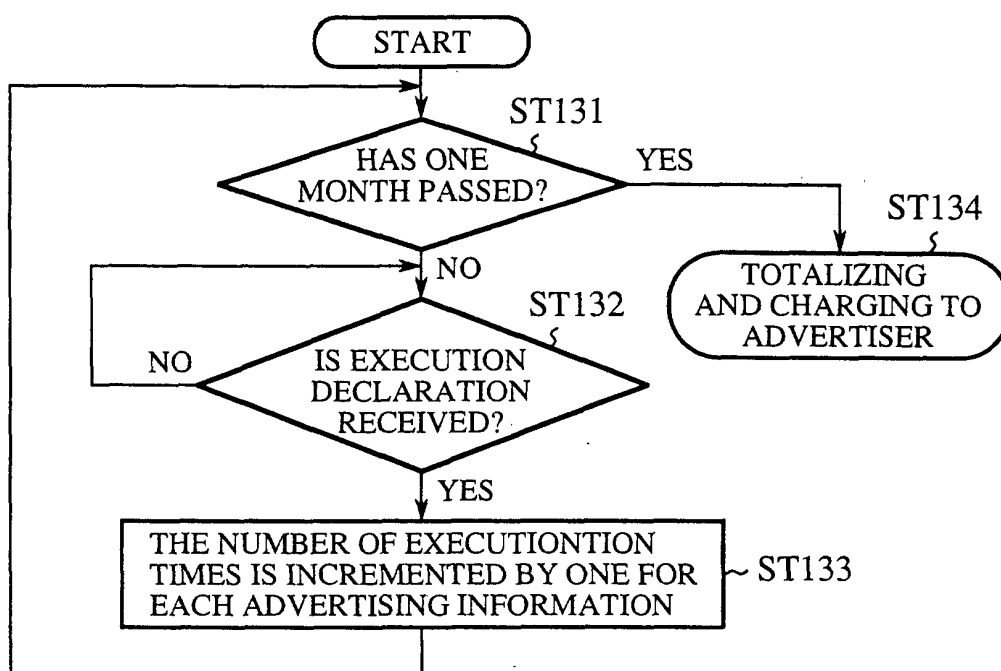 START
ST131
HAS ONE
MONTH PASSED?
YES
ST134
TOTALIZING
AND CHARGING TO
ADVERTISER
NO
ST132
NO
IS EXECUTION
DECLARATION
RECEIVED?
YES
THE NUMBER OF EXECUTIONTION
TIMES IS INCREMENTED BY ONE FOR
EACH ADVERTISING INFORMATION
ST133